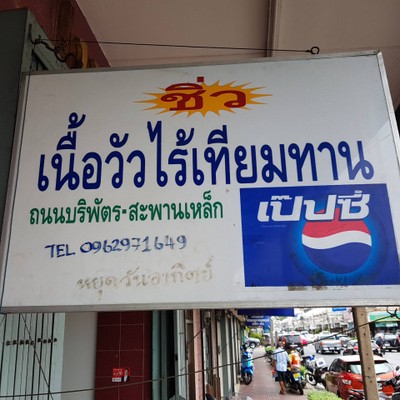 ชิ่ว
เนื้อวัวไร้เทียมทาน
ถนนบริพัตร-สะพานเหล็ก
เป๊ปซี่
TEL 0962971649
หยุดวันอาทิตย์